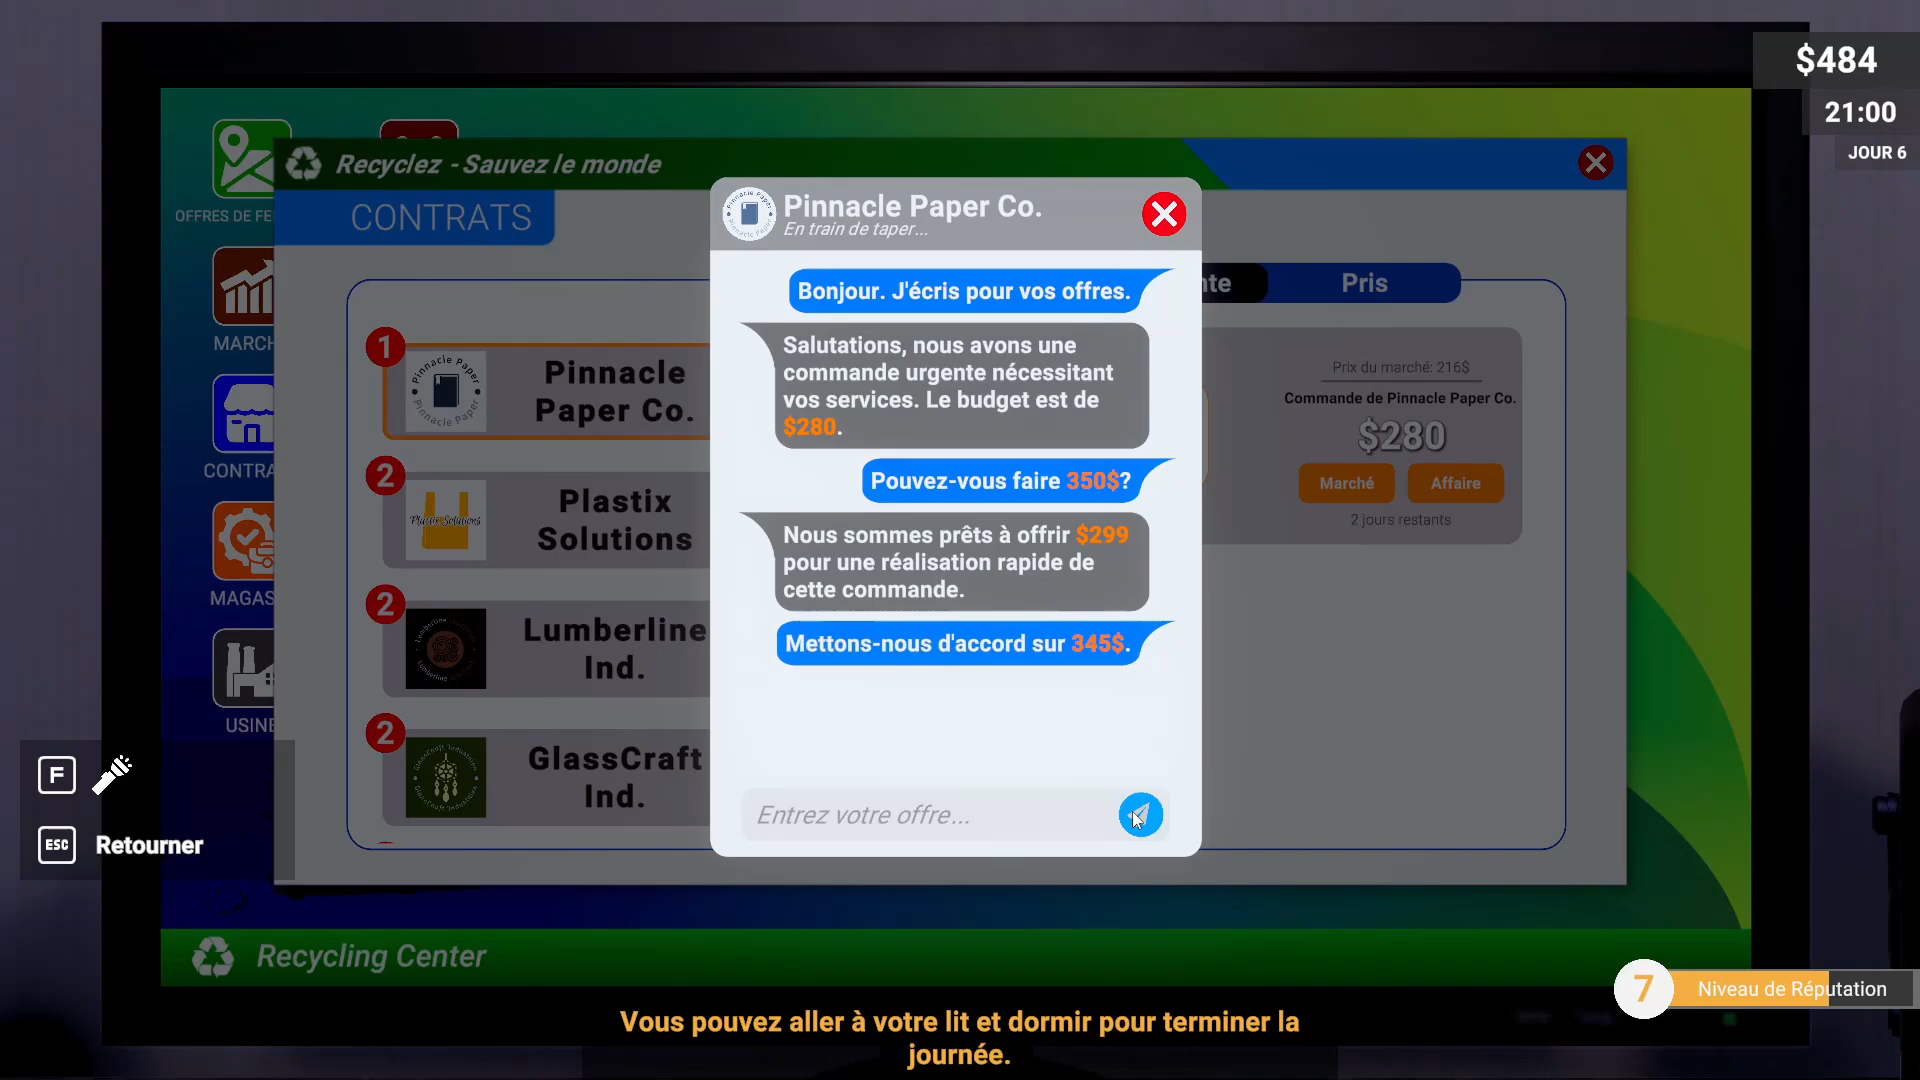 $484
21:00
JOUR 6
Recyclez - Sauvez le monde
OFFRES DE FE
CONTRATS
MARCH
CONTRA
MAGAS
USINE
1
Pinnacle
Paper Co.
2
Plastix
Solutions
Plastix Solutions
2
Lumberline
Ind.
2
GlassCraft
Ind.
Pinnacle Paper Co.
En train de taper...
Bonjour. J'écris pour vos offres.
Salutations, nous avons une
commande urgente nécessitant
vos services. Le budget est de
$280.
Pouvez-vous faire 350$?
Nous sommes prêts à offrir $299
pour une réalisation rapide de
cette commande.
Mettons-nous d'accord sur 345$.
Entrez votre offre...
nte
Pris
Prix du marché: 216$
Commande de Pinnacle Paper Co.
$280
Marché
Affaire
2 jours restants
F
ESC
Retourner
Recycling Center
7
Niveau de Réputation
Vous pouvez aller à votre lit et dormir pour terminer la
journée.